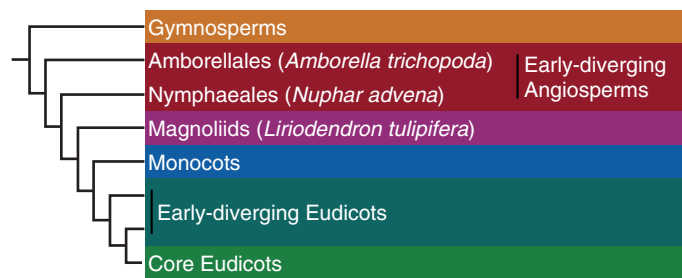 Gymnosperms
Amborellales (Amborella trichopoda)
Early-diverging
Angiosperms
Nymphaeales (Nuphar advena)
Magnoliids (Liriodendron tulipifera)
Monocots
Early-diverging Eudicots
Core Eudicots